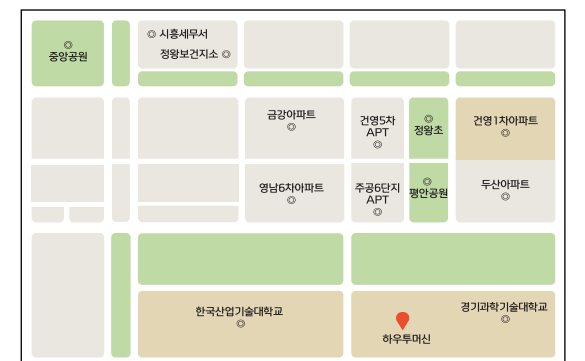 중앙공원
시흥세무서
정왕보건지소
금강아파트
건영5차
APT
정왕초
건영1차아파트
영남6차아파트
주공6단지
APT
평안공원
두산아파트
한국산업기술대학교
경기과학기술대학교
하우투머신